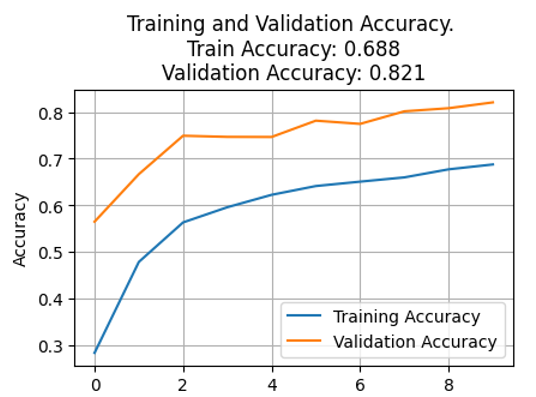 Training and Validation Accuracy.
Train Accuracy: 0.688
Validation Accuracy: 0.821
Accuracy
0.8
0.7
0.6
0.5
0.4
0.3
0 2 4 6 8
Training Accuracy
Validation Accuracy